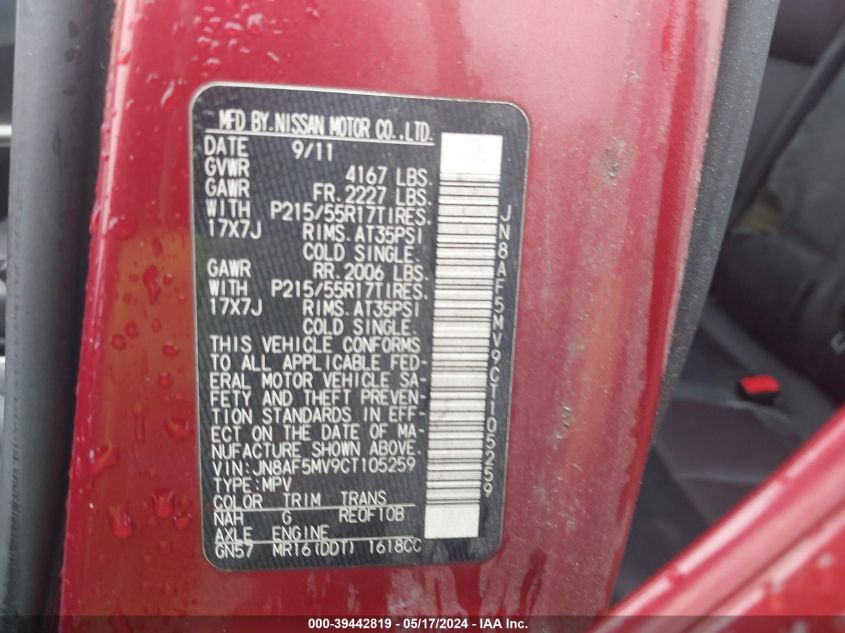 MFD BY.NISSAN MOTOR CO.,LTD.
DATE 9/11
GVWR 4167 LBS.
GAWR FR.2227 LBS.
WITH P215/55R17TIRES.
17X7J RIMS.AT35PSI
COLD SINGLE.
GAWR RR.2006 LBS.
WITH P215/55R17TIRES.
17X7J RIMS.AT35PSI
COLD SINGLE.
THIS VEHICLE CONFORMS
TO ALL APPLICABLE FED-
ERAL MOTOR VEHICLE SA-
FETY AND THEFT PREVEN-
TION STANDARDS IN EFF-
ECT ON THE DATE OF MA-
NUFACTURE SHOWN ABOVE.
VIN:JN8AF5MV9CT105259
TYPE:MPV
COLOR TRIM TRANS
NAH G REOF10B
AXLE ENGINE
GN57 MR16(DDT) 1618CC
JN8AF5MV9CT105259
000-39442819 - 05/17/2024 - IAA Inc.